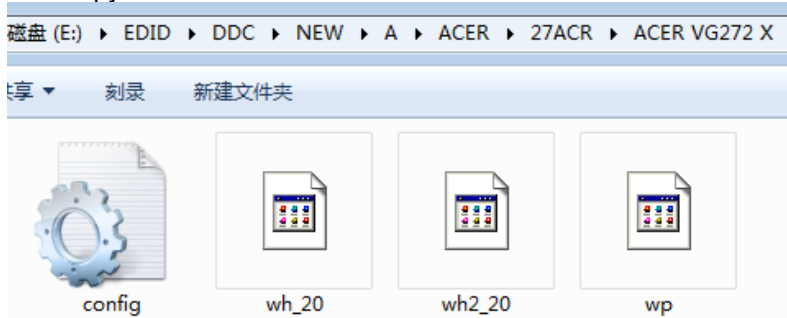 磁盘 (E:) ▸ EDID ▸ DDC ▸ NEW ▸ A ▸ ACER ▸ 27ACR ▸ ACER VG272 X
享 ▾ 刻录 新建文件夹
config wh_20 wh2_20 wp